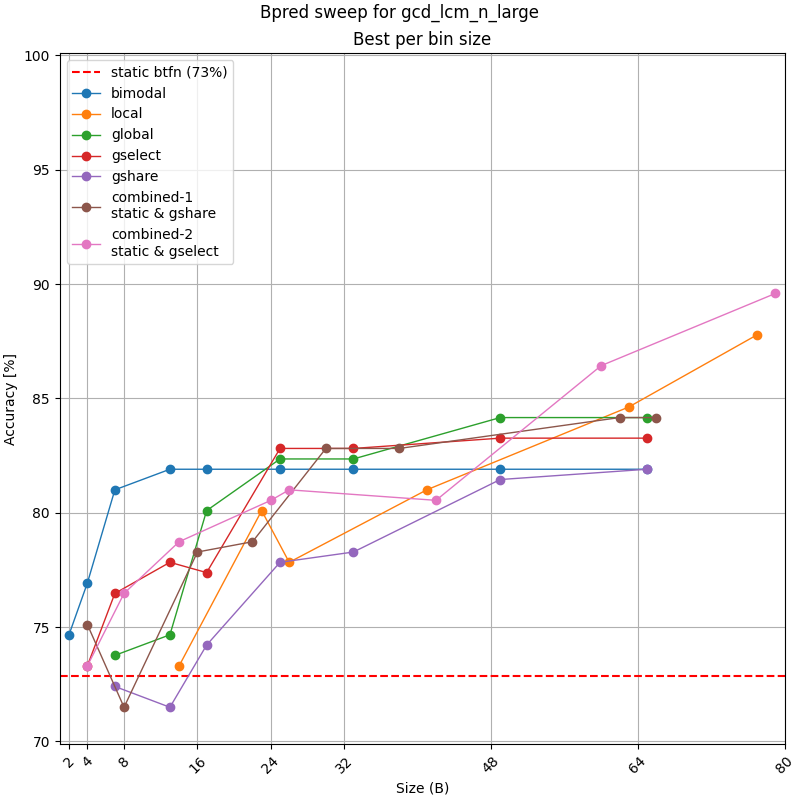 Bpred sweep for gcd_lcm_n_large
Best per bin size
static btfn (73%)
bimodal
local
global
gselect
gshare
combined-1
static & gshare
combined-2
static & gselect
Accuracy [%]
100
95
90
85
80
75
70
2
4
8
16
24
32
48
64
80
Size (B)